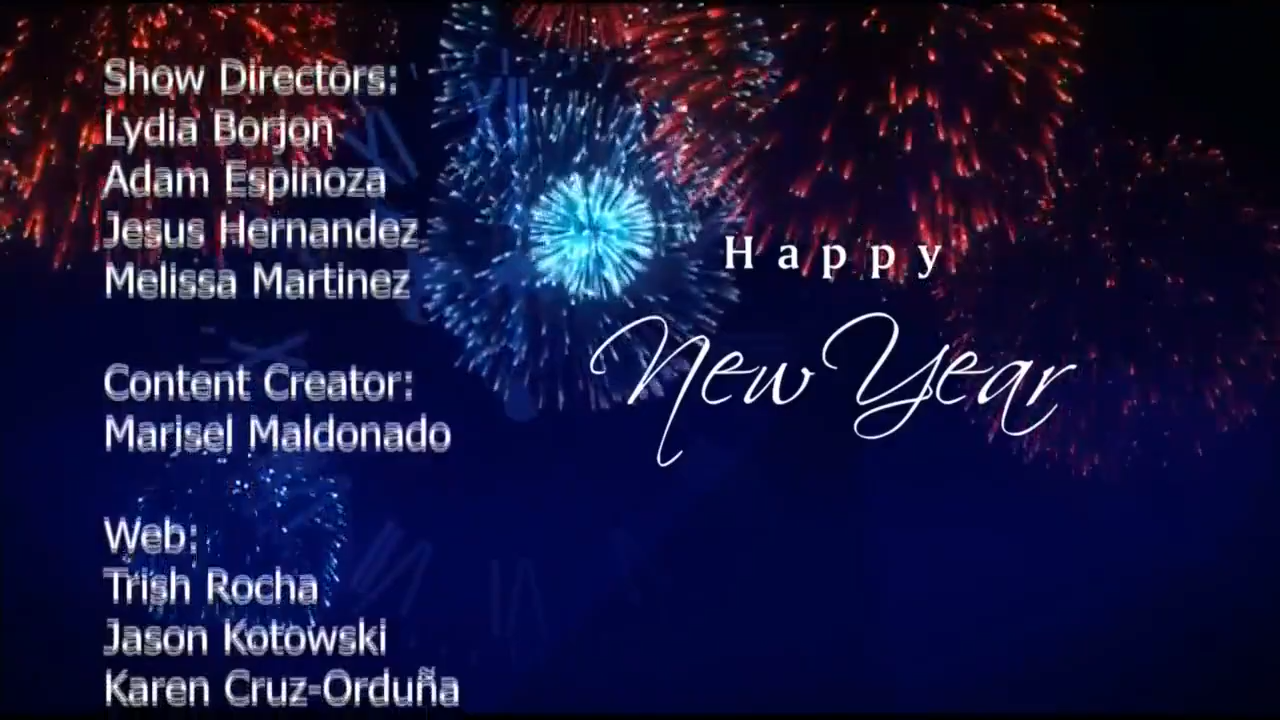 Show Directors:
Lydia Borjon
Adam Espinoza
Jesus Hernandez
Melissa Martinez
Content Creator:
Marisel Maldonado
Web:
Trish Rocha
Jason Kotowski
Karen Cruz-Orduña
Happy
New Year